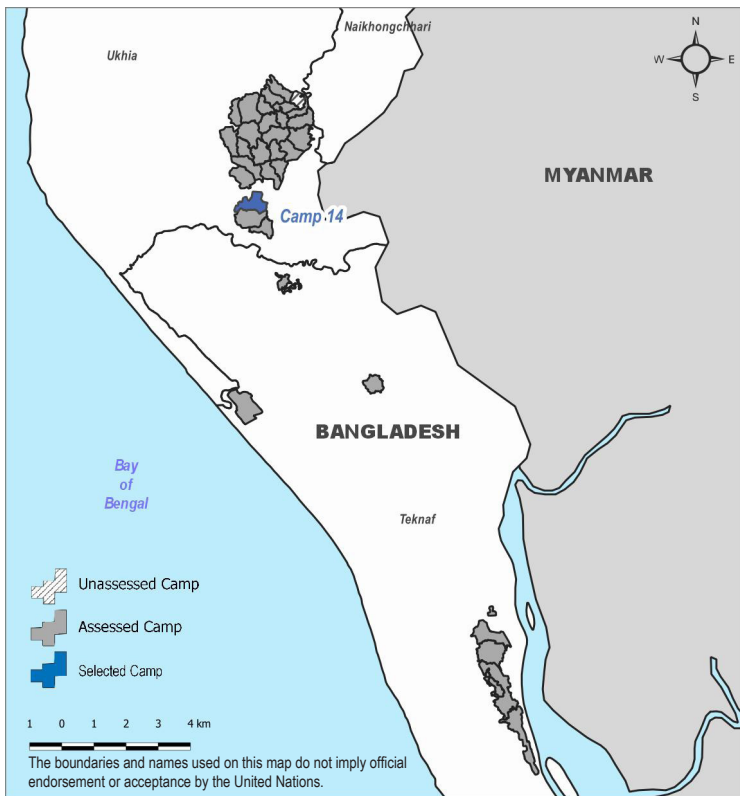 Naikhongchhari
Ukhia
N
W E
S
MYANMAR
Camp 14
BANGLADESH
Bay
of
Bengal
Teknaf
Unassessed Camp
Assessed Camp
Selected Camp
1 0 1 2 3 4 km
The boundaries and names used on this map do not imply official
endorsement or acceptance by the United Nations.